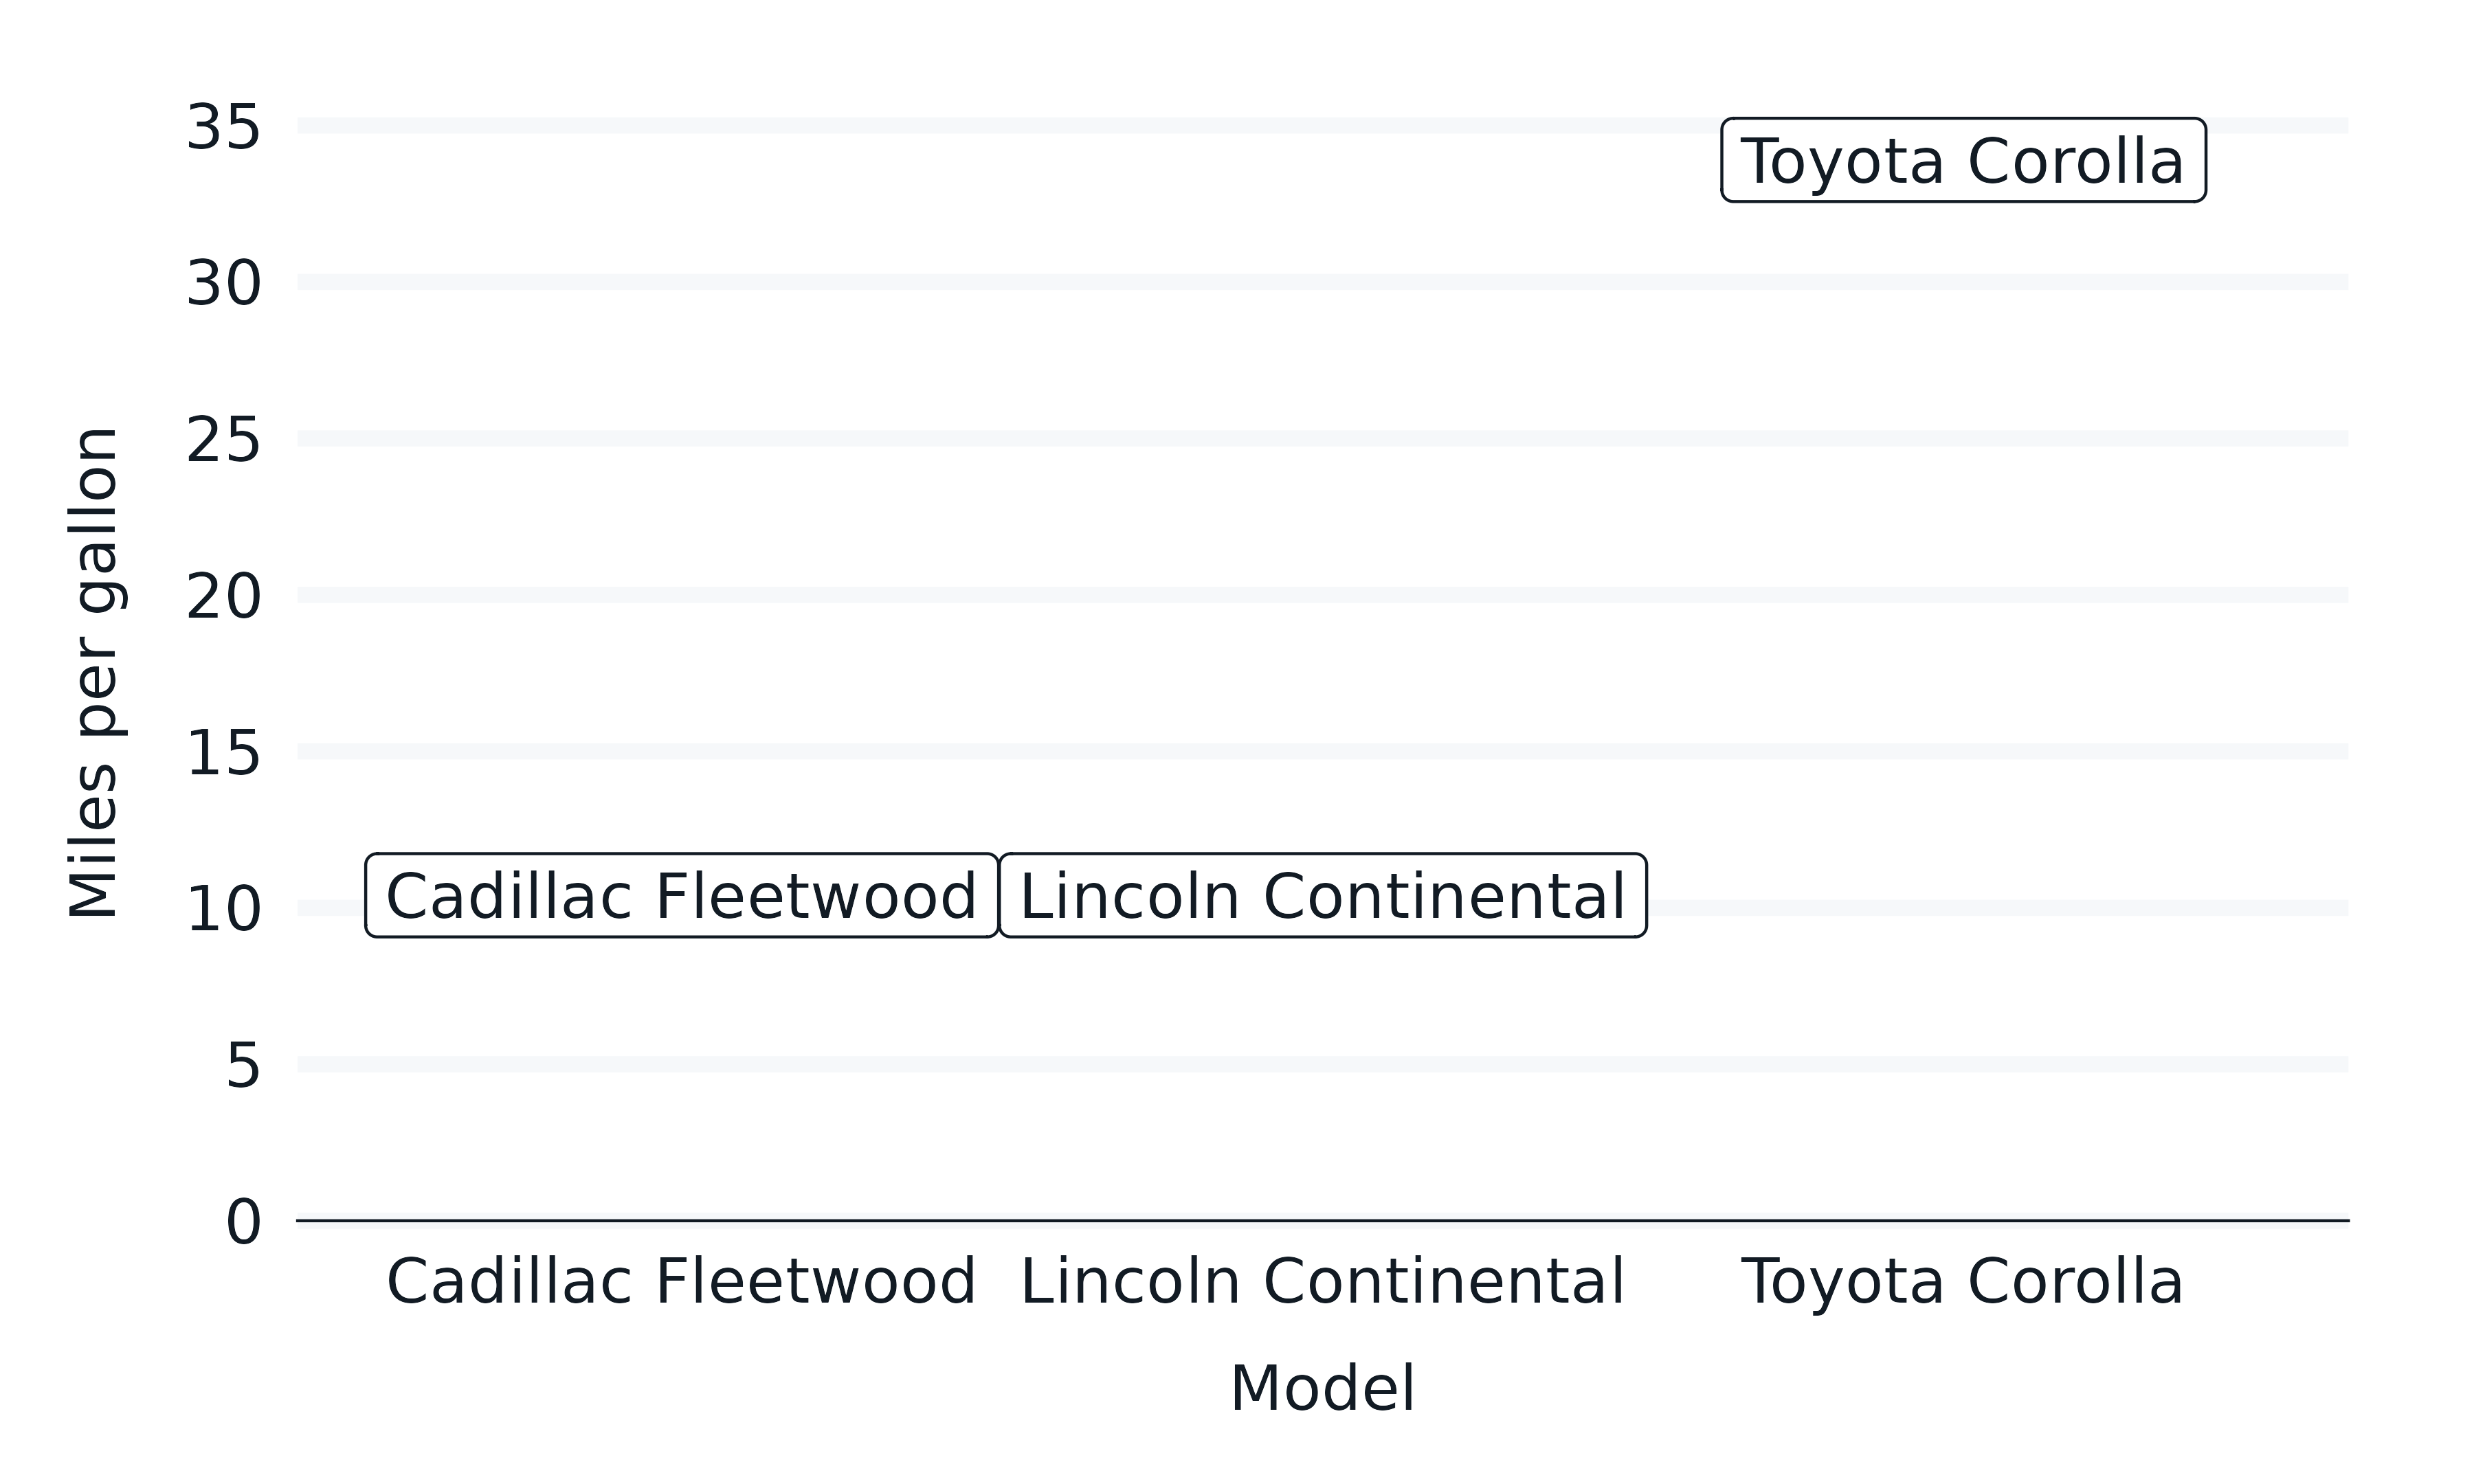 35
Toyota Corolla
30
25
20
15
Cadillac Fleetwood
Lincoln Continental
10
5
0
Miles per gallon
Cadillac Fleetwood
Lincoln Continental
Toyota Corolla
Model